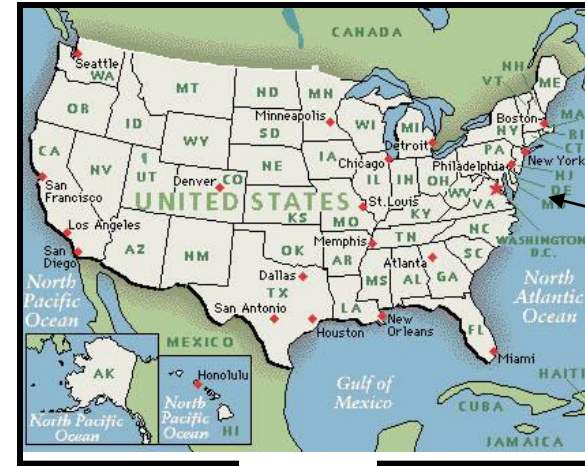 CANADA
NH
VT
ME
Seattle
WA
MT
ND
MN
MA
OR
ID
Minneapolis
WI
MI
Boston
RI
SD
NY
CT
WY
Detroit
PA
New York
CA
NV
UT
NE
IA
Chicago
Philadelphia
NJ
Denver
CO
IL
IN
OH
WV
DE
San
Francisco
UNITED STATES
St.Louis
VA
KS
MO
KY
WASHINGTON
D.C.
Los Angeles
Memphis
TN
NC
San
Diego
AZ
NM
OK
AR
Atlanta
SC
North
Pacific
Ocean
Dallas
TX
MS
AL
GA
North
Atlantic
Ocean
San Antonio
LA
Houston
New
Orleans
FL
MEXICO
Miami
AK
Honolulu
Gulf of
Mexico
HAITI
North Pacific
Ocean
North
Pacific
Ocean
HI
CUBA
JAMAICA